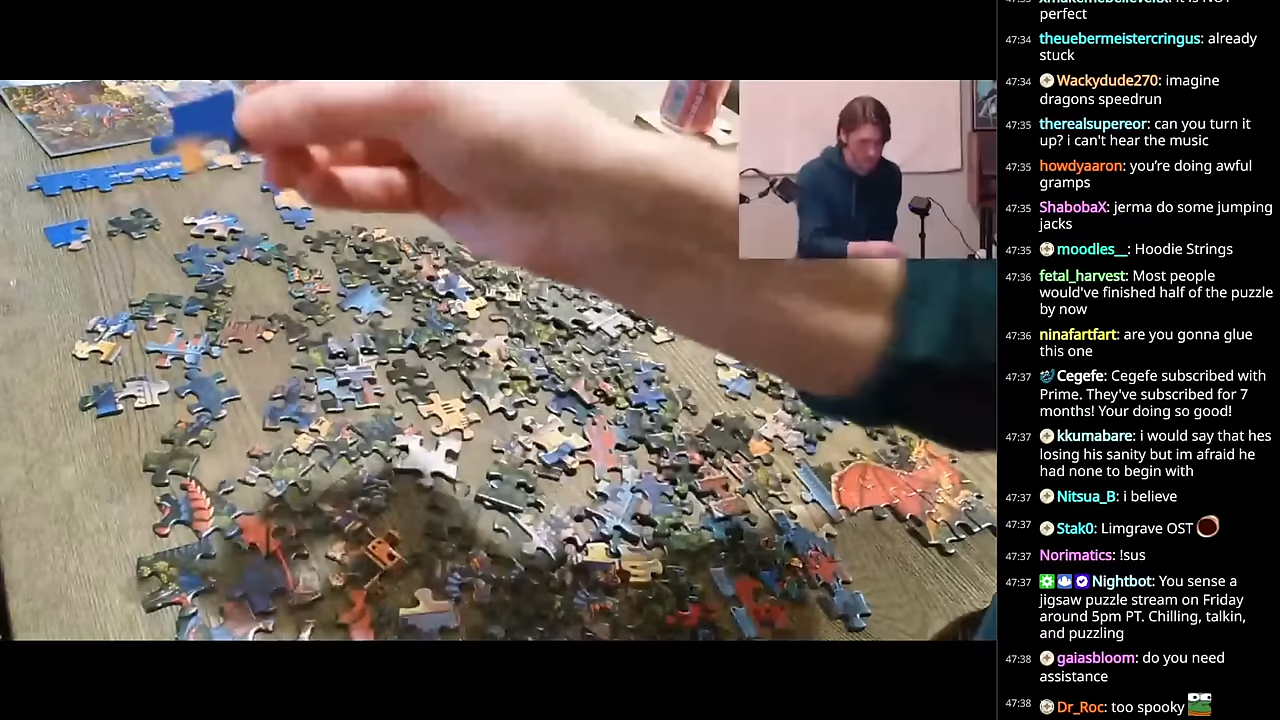 perfect
47:34 theuebermeistercringus: already
stuck
47:34 Wackydude270: imagine
dragons speedrun
47:35 therealsupereor: can you turn it
up? i can't hear the music
47:35 howdyaaron: you're doing awful
gramps
47:35 ShabobaX: jerma do some jumping
jacks
47:35 moodles__: Hoodie Strings
47:36 fetal_harvest: Most people
would've finished half of the puzzle
by now
47:36 ninafartfart: are you gonna glue
this one
47:37 Cegefe: Cegefe subscribed with
Prime. They've subscribed for 7
months! Your doing so good!
47:37 kkumabare: i would say that hes
losing his sanity but im afraid he
had none to begin with
47:37 Nitsua_B: i believe
47:37 Stak0: Limgrave OST
47:37 Norimatics: !sus
47:37 Nightbot: You sense a
jigsaw puzzle stream on Friday
around 5pm PT. Chilling, talkin,
and puzzling
47:38 gaiasbloom: do you need
assistance
47:38 Dr_Roc: too spooky